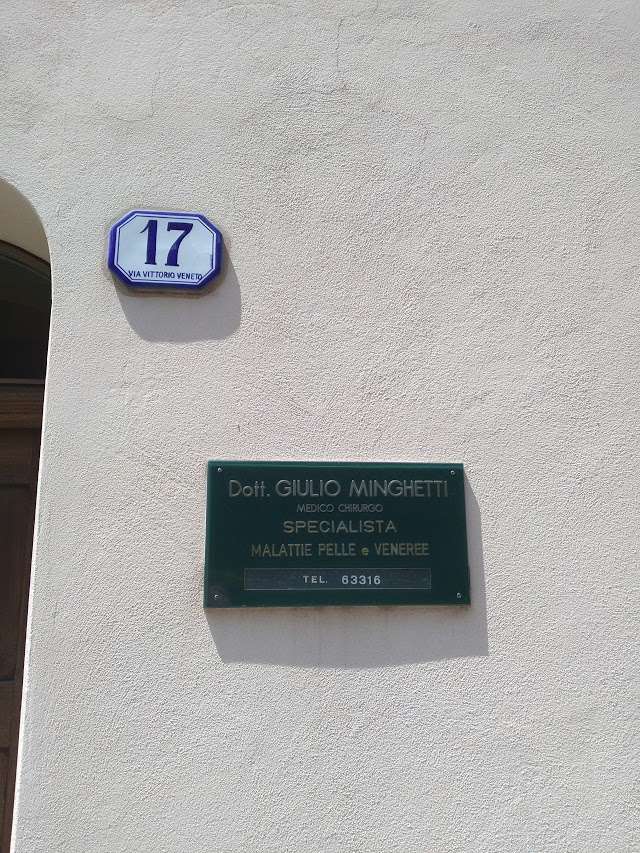 17
VIA VITTORIO VENETO
Dott. GIULIO MINGHETTI
MEDICO CHIRURGO
SPECIALISTA
MALATTIE PELLE e VENEREE
TEL. 63316